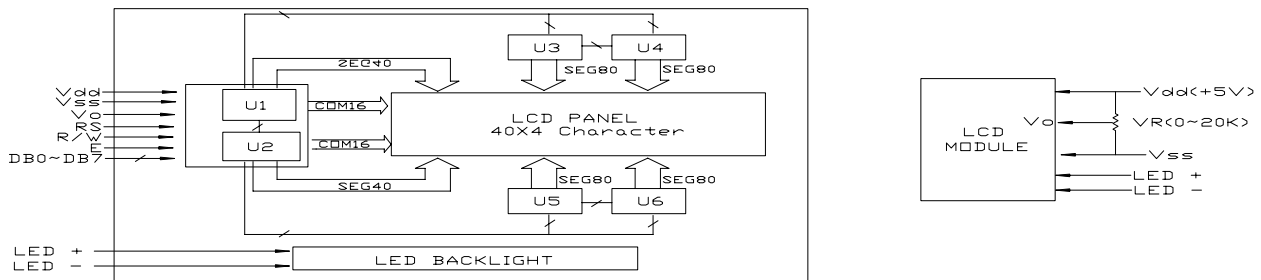 U3
U4
2EG40
SEG80
SEG80
Vdd
Vss
Vo
RS
R/W
E
DB0~DB7
U1
U2
COM16
COM16
LCD PANEL
40X4 Character
SEG40
SEG80
SEG80
U5
U6
LED +
LED -
LED BACKLIGHT
LCD
MODULE
Vdd(+5V)
Vo
VR(0~20K)
Vss
LED +
LED -